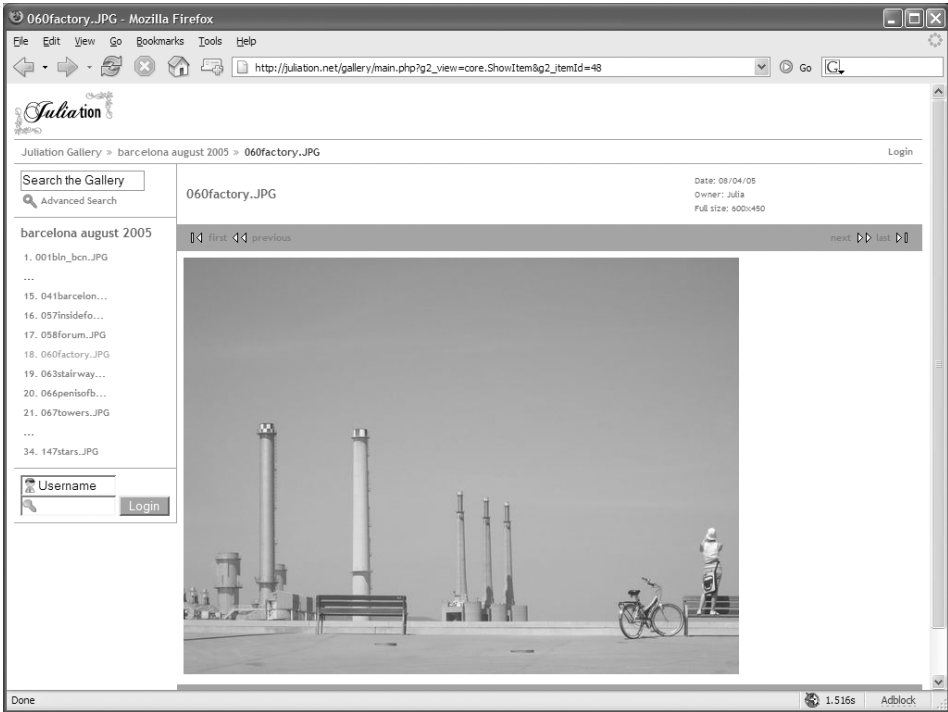 060factory.JPG - Mozilla Firefox
File Edit View Go Bookmarks Tools Help
http://juliation.net/gallery/main.php?g2_view=core.ShowItem&g2_itemId=48 Go G
Juliation
Juliation Gallery » barcelona august 2005 » 060factory.JPG Login
Search the Gallery
Advanced Search
060factory.JPG
Date: 08/04/05
Owner: Julia
Full size: 600x450
first previous next last
barcelona august 2005
1. 001bln_bcn.JPG
...
15. 041barcelon...
16. 057insidefo...
17. 058forum.JPG
18. 060factory.JPG
19. 063stairway...
20. 066penisofb...
21. 067towers.JPG
...
34. 147stars.JPG
Username
Login
Done 1.516s Adblock